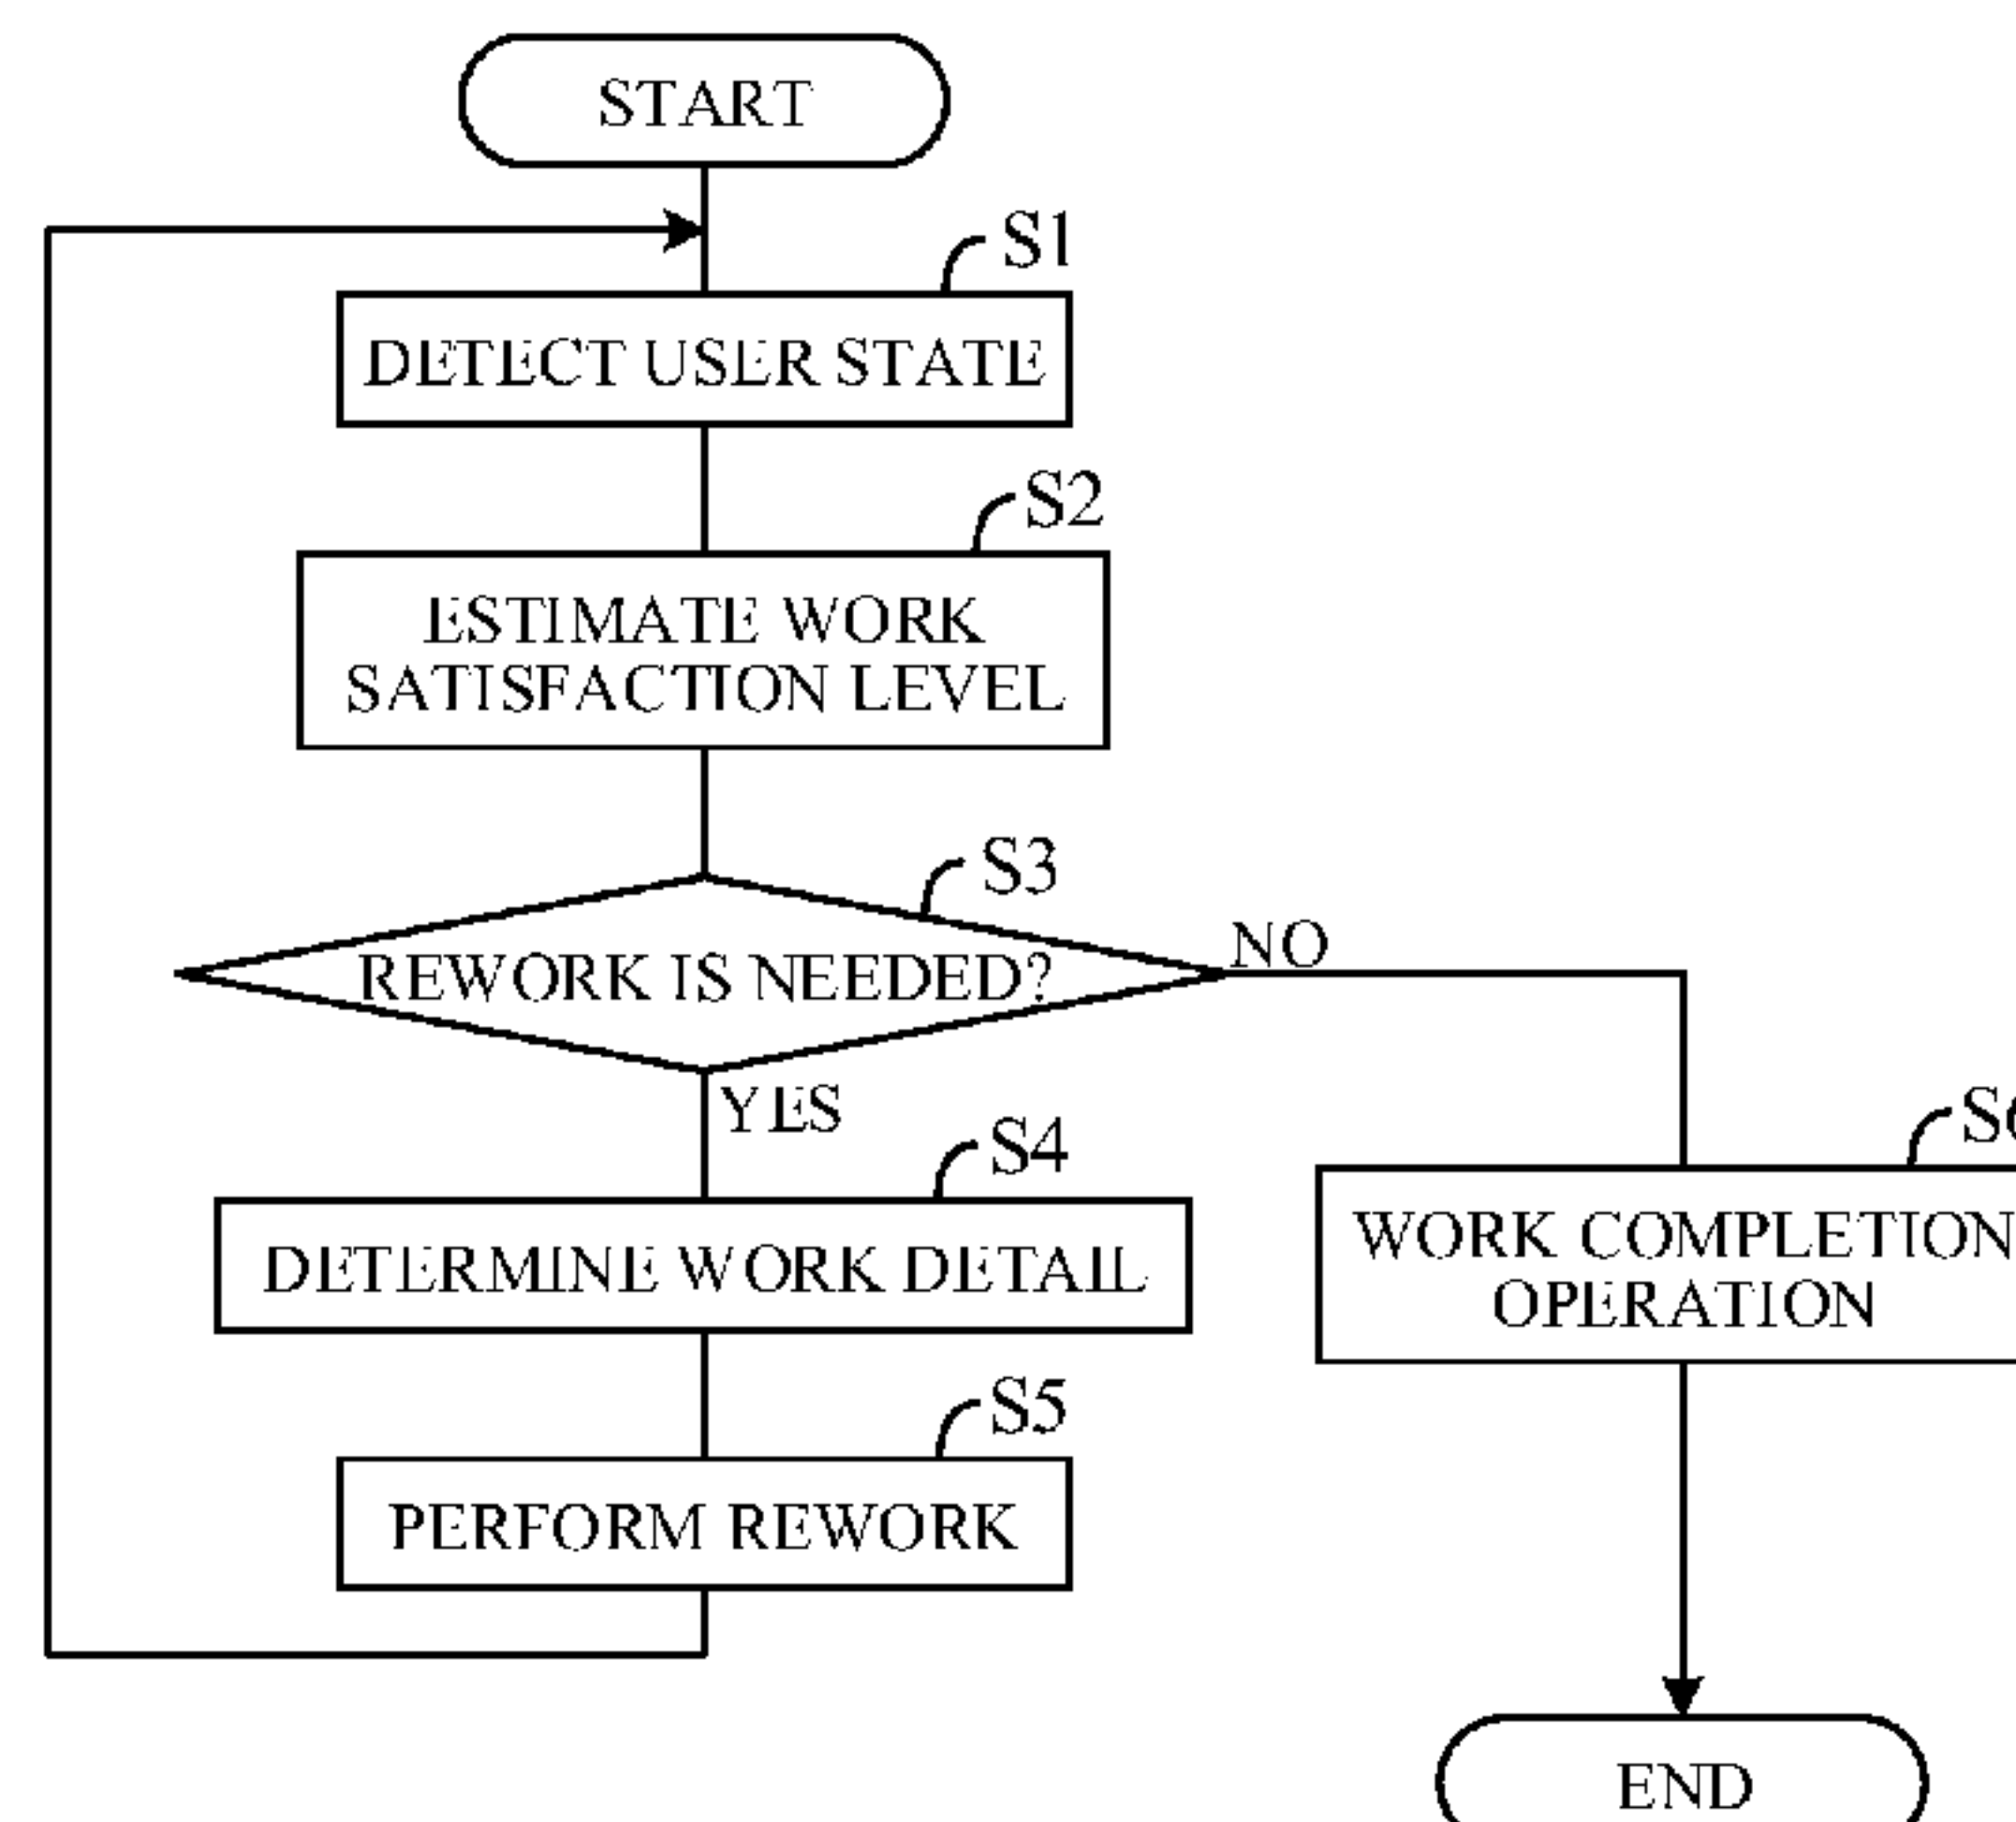 START
S1
DETECT USER STATE
S2
ESTIMATE WORK
SATISFACTION LEVEL
S3
REWORK IS NEEDED?
NO
YES
S4
DETERMINE WORK DETAIL
WORK COMPLETION
OPERATION
S5
PERFORM REWORK
END